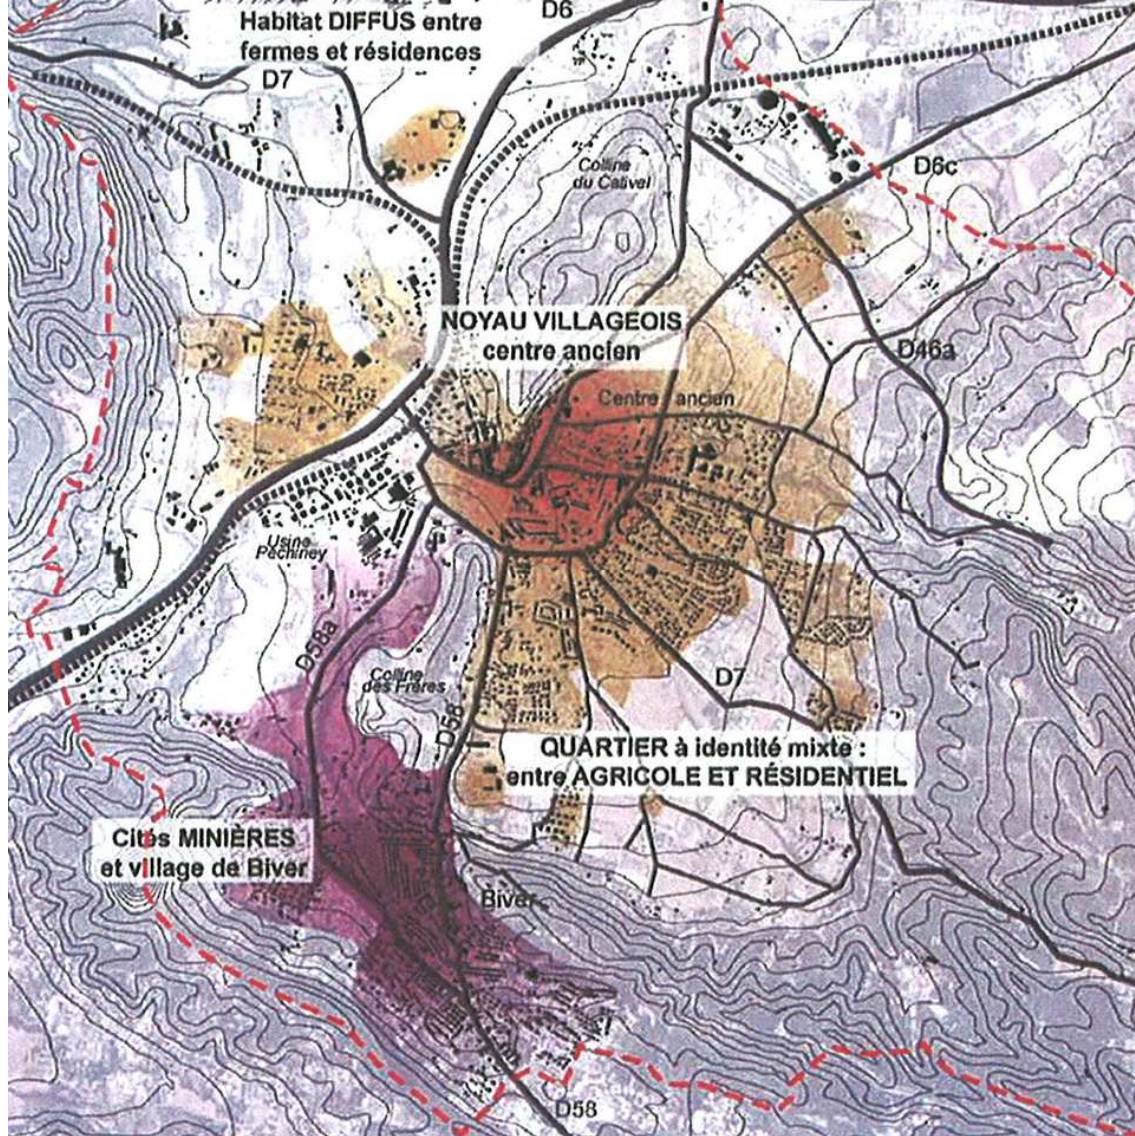 D6
Habitat DIFFUS entre
fermes et résidences
D7
Colline
du Cativel
D6c
NOYAU VILLAGEOIS
centre ancien
D46a
Centre ancien
Usine
Péchiney
D58a
Colline
des Frères
D7
D58
QUARTIER à identité mixte :
entre AGRICOLE ET RÉSIDENTIEL
Cités MINIÈRES
et village de Biver
Biver
D58